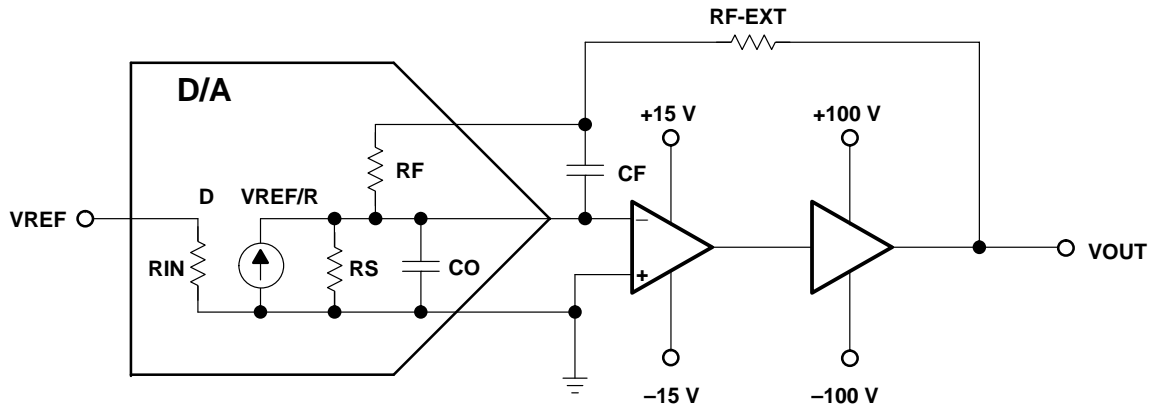 RF-EXT
D/A
+15 V
+100 V
RF
CF
D
VREF/R
VREF
–
RIN
RS
CO
+
VOUT
–15 V
–100 V